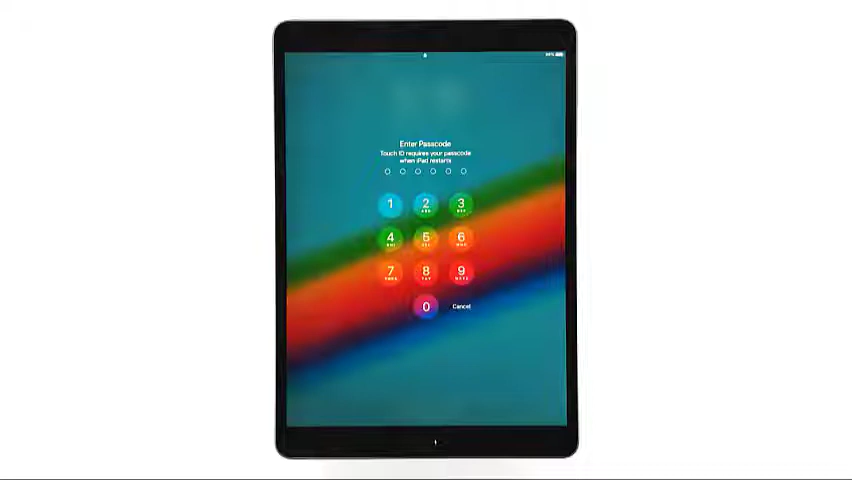 Enter Passcode
Touch ID requires your passcode
when iPad restarts
1 2 3
4 5 6
7 8 9
0 Cancel